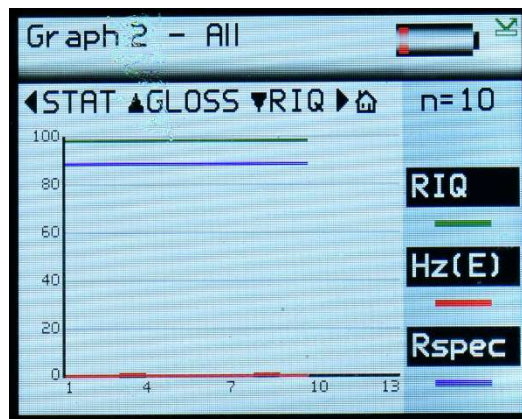 Graph 2 - All
◀STAT ▲GLOSS ▼RIQ ▶⌂ n=10
100
80
60
40
20
0
1 4 7 10 13
RIQ
Hz(E)
Rspec